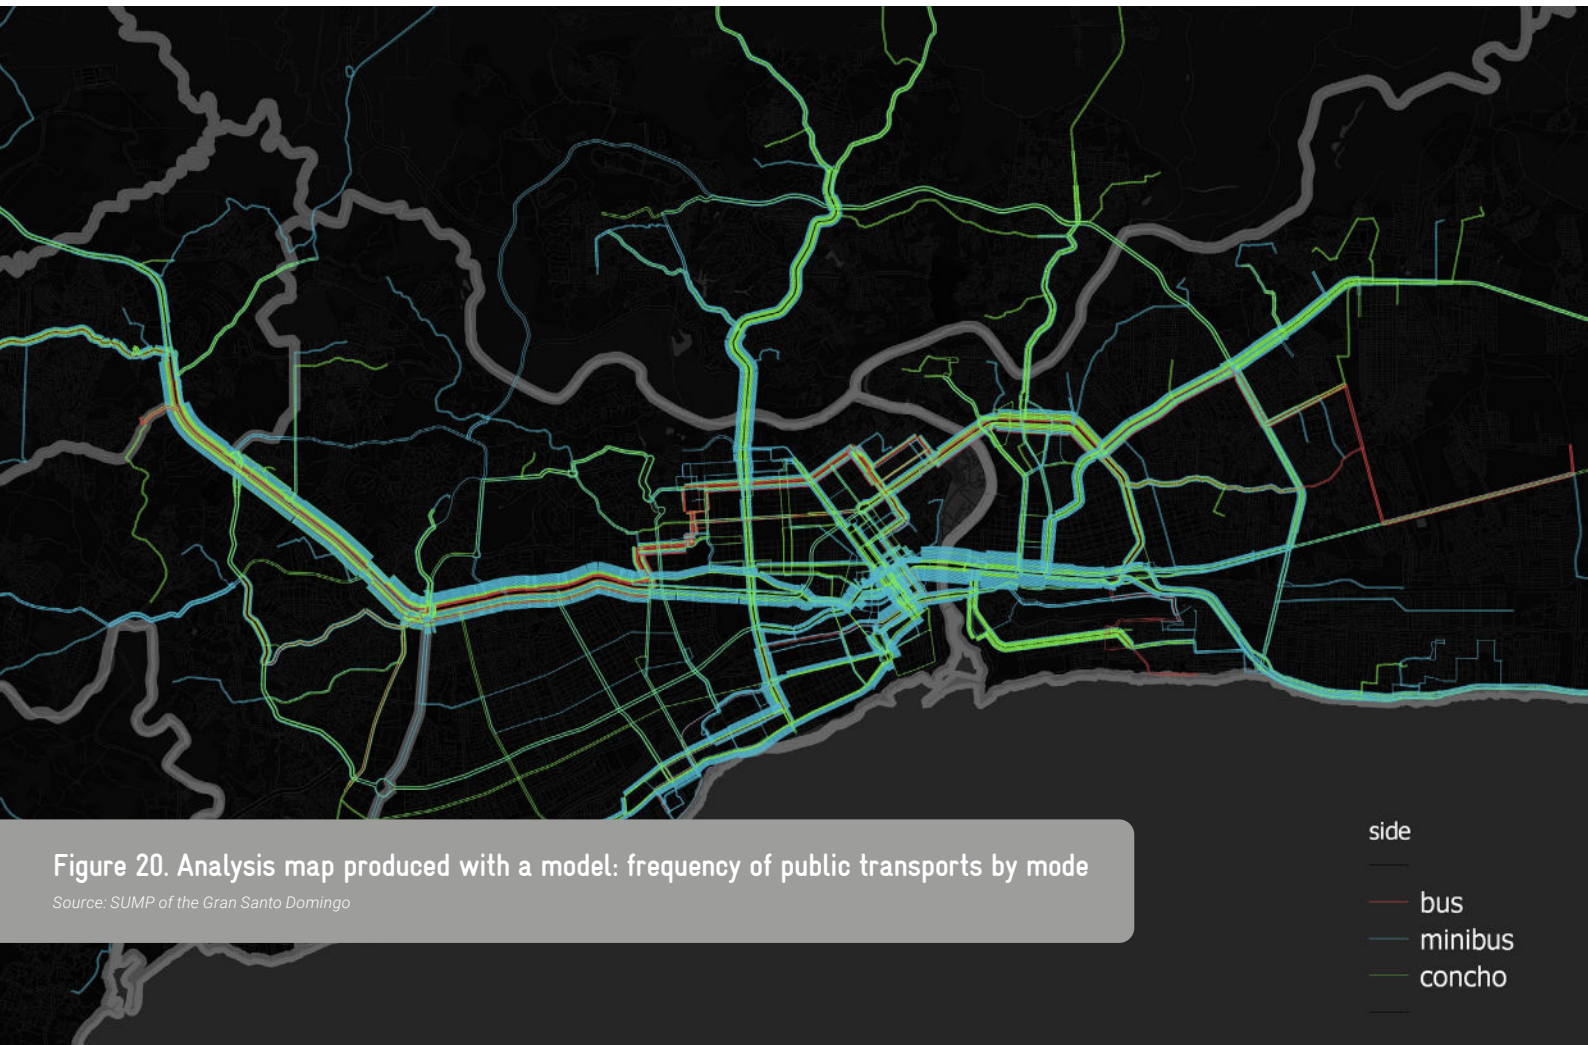 Figure 20. Analysis map produced with a model: frequency of public transports by mode
Source: SUMP of the Gran Santo Domingo
side
bus
minibus
concho